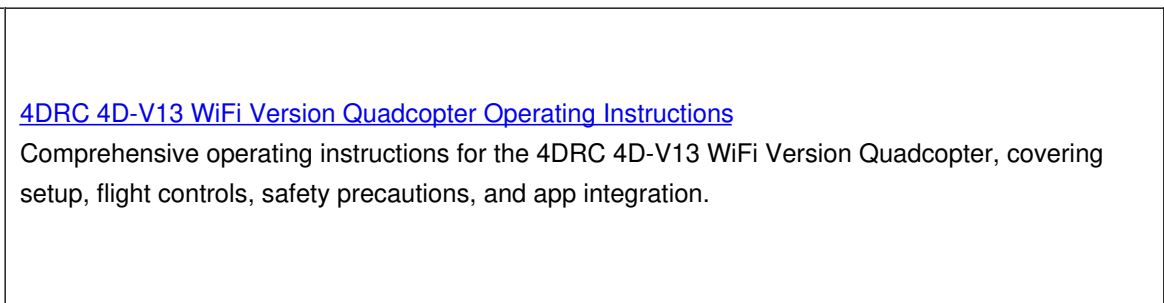 4DRC 4D-V13 WiFi Version Quadcopter Operating Instructions
Comprehensive operating instructions for the 4DRC 4D-V13 WiFi Version Quadcopter, covering
setup, flight controls, safety precautions, and app integration.